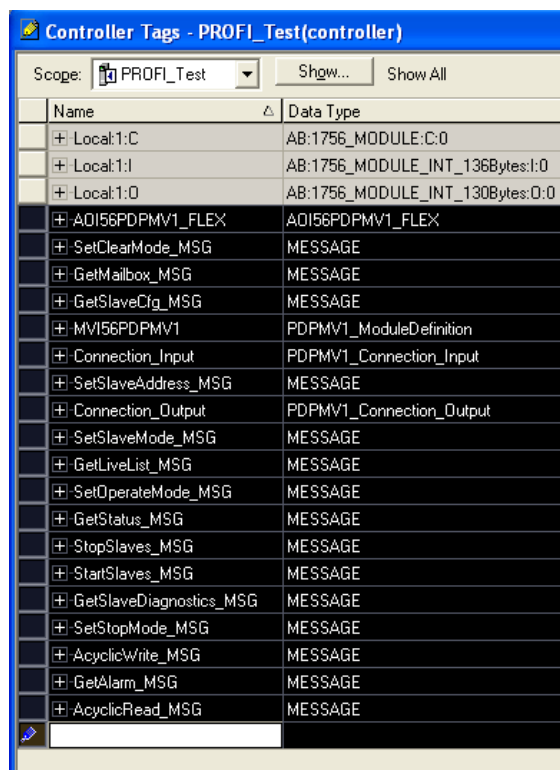 Controller Tags - PROFI_Test(controller)
Scope: PROFI_Test Show... Show All
Name Data Type
Local:1:C AB:1756_MODULE:C:0
Local:1:I AB:1756_MODULE_INT_136Bytes:I:0
Local:1:O AB:1756_MODULE_INT_130Bytes:O:0
AOI56PDPMV1_FLEX AOI56PDPMV1_FLEX
SetClearMode_MSG MESSAGE
GetMailbox_MSG MESSAGE
GetSlaveCfg_MSG MESSAGE
MVI56PDPMV1 PDPMV1_ModuleDefinition
Connection_Input PDPMV1_Connection_Input
SetSlaveAddress_MSG MESSAGE
Connection_Output PDPMV1_Connection_Output
SetSlaveMode_MSG MESSAGE
GetLiveList_MSG MESSAGE
SetOperateMode_MSG MESSAGE
GetStatus_MSG MESSAGE
StopSlaves_MSG MESSAGE
StartSlaves_MSG MESSAGE
GetSlaveDiagnostics_MSG MESSAGE
SetStopMode_MSG MESSAGE
AcyclicWrite_MSG MESSAGE
GetAlarm_MSG MESSAGE
AcyclicRead_MSG MESSAGE